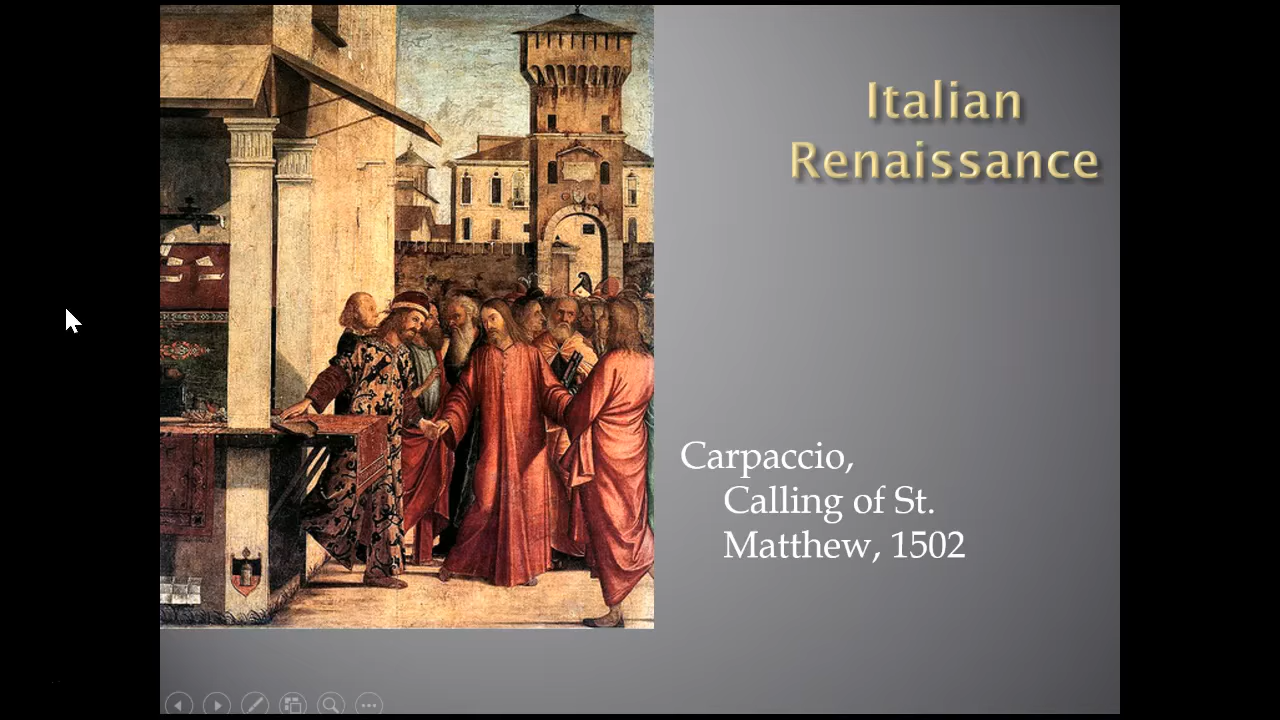 Italian
Renaissance
Carpaccio,
Calling of St.
Matthew, 1502